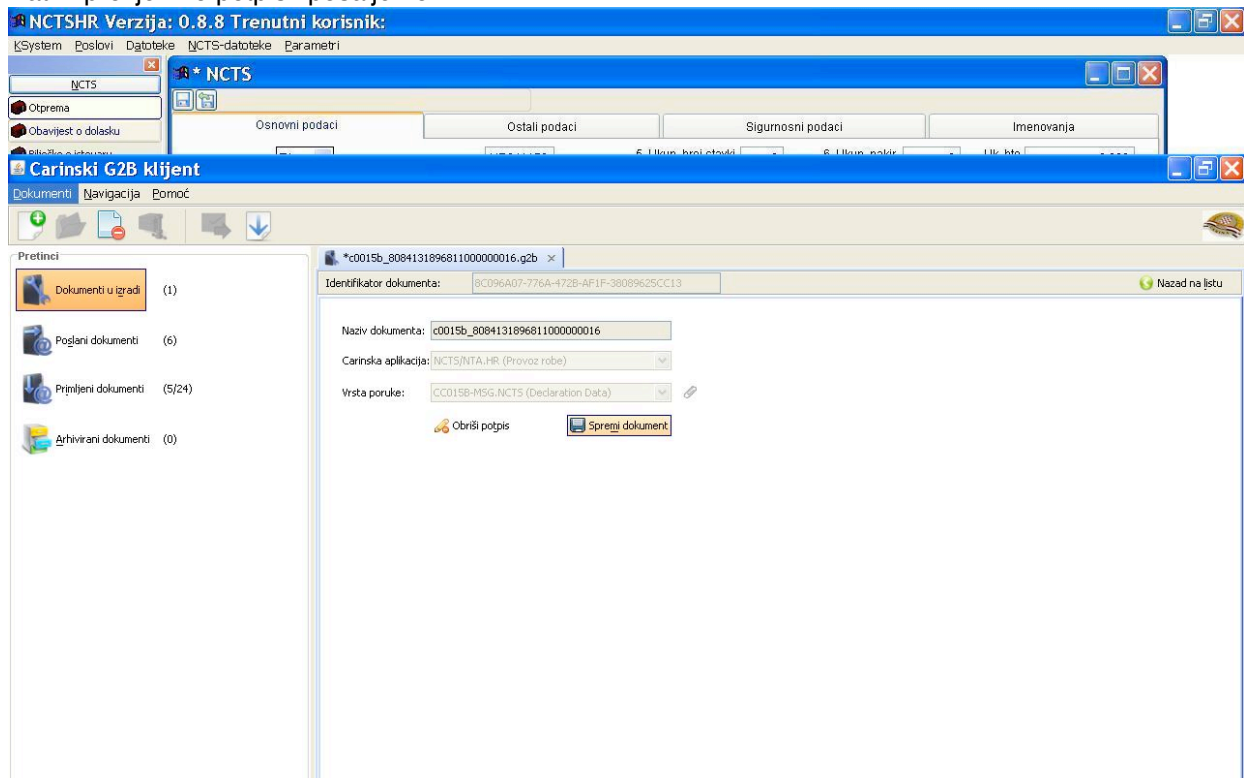 NCTSHR Verzija: 0.8.8 Trenutni korisnik:
KSystem Poslovi Datoteke NCTS-datoteke Parametri
NCTS
* NCTS
Otprema
Obavijest o dolasku
Osnovni podaci Ostali podaci Sigurnosni podaci Imenovanja
Carinski G2B klijent
Dokumenti Navigacija Pomoć
Pretinci
*c0015b_8084131896811000000016.g2b
Identifikator dokumenta: 8C096A07-776A-472B-AF1F-38089625CC13 Nazad na listu
Dokumenti u izradi (1)
Naziv dokumenta: c0015b_8084131896811000000016
Poslani dokumenti (6)
Carinska aplikacija: NCTS/NTA.HR (Provoz robe)
Primljeni dokumenti (5/24)
Vrsta poruke: CC015B-MSG.NCTS (Declaration Data)
Obriši potpis Spremi dokument
Arhivirani dokumenti (0)